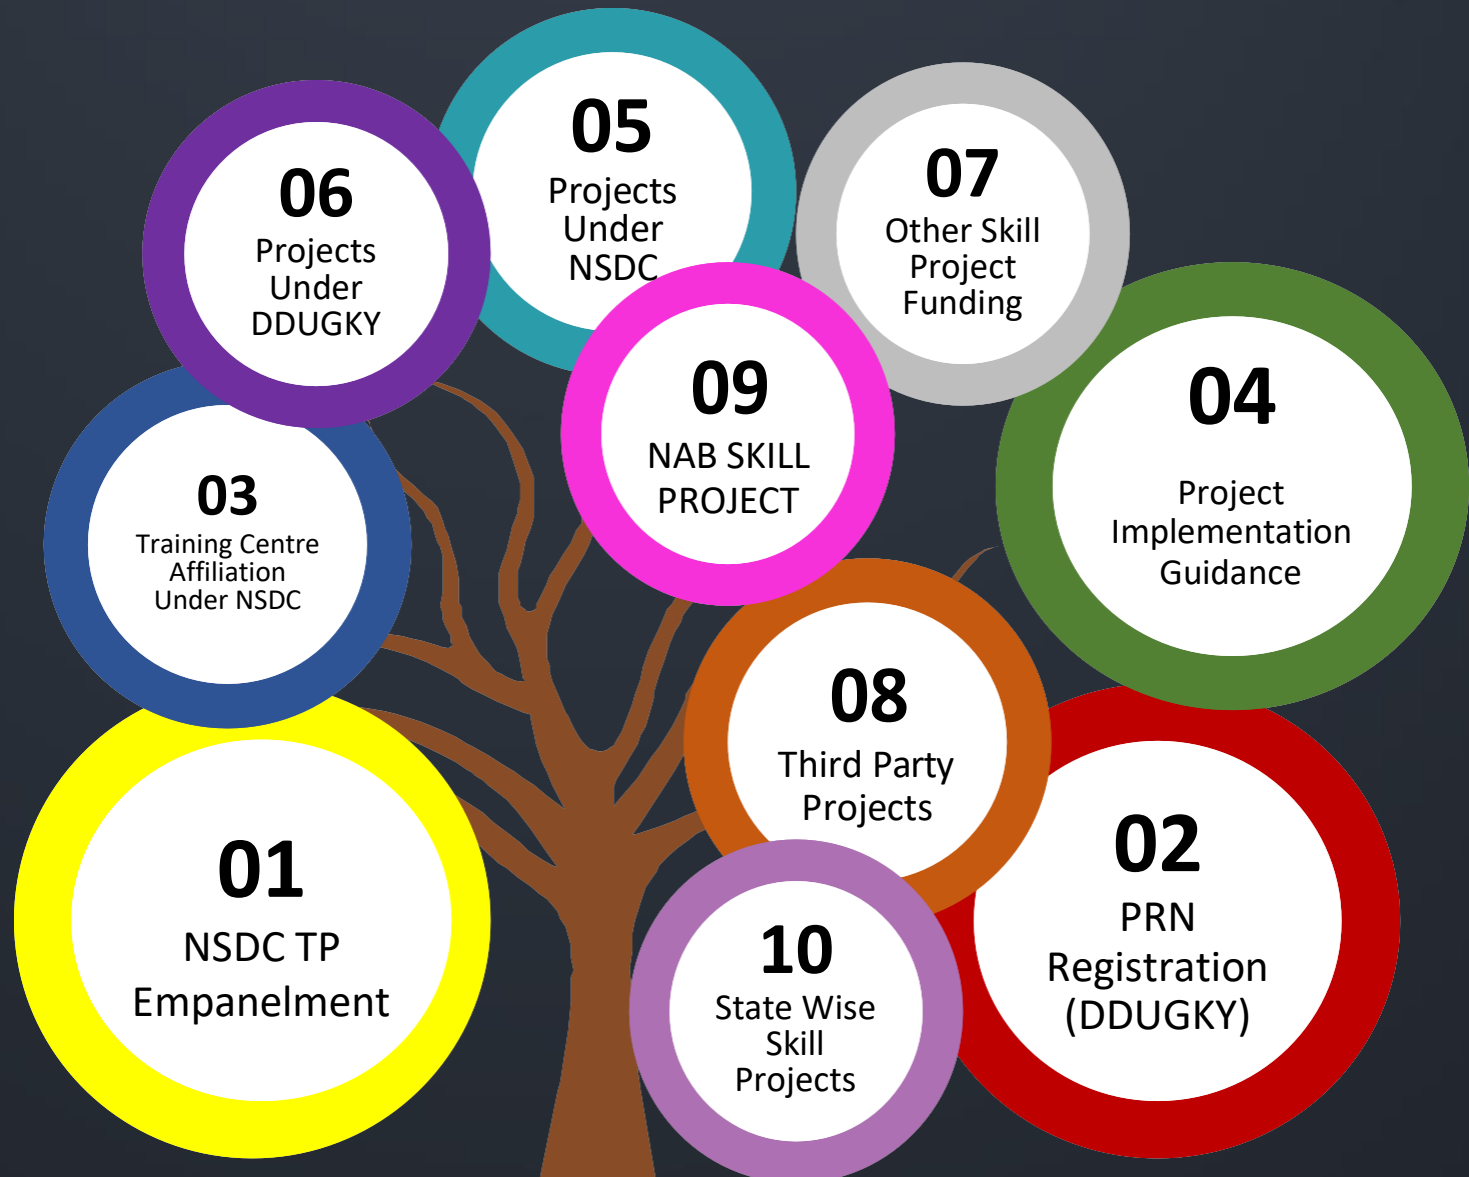 05
Projects
Under
NSDC
06
Projects
Under
DDUGKY
07
Other Skill
Project
Funding
09
NAB SKILL
PROJECT
04
Project
Implementation
Guidance
03
Training Centre
Affiliation
Under NSDC
08
Third Party
Projects
01
NSDC TP
Empanelment
02
PRN
Registration
(DDUGKY)
10
State Wise
Skill
Projects